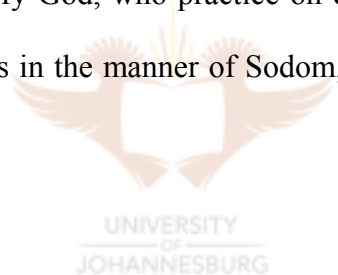 God, who practice on
s in the manner of Sodom,
UNIVERSITY
OF
JOHANNESBURG